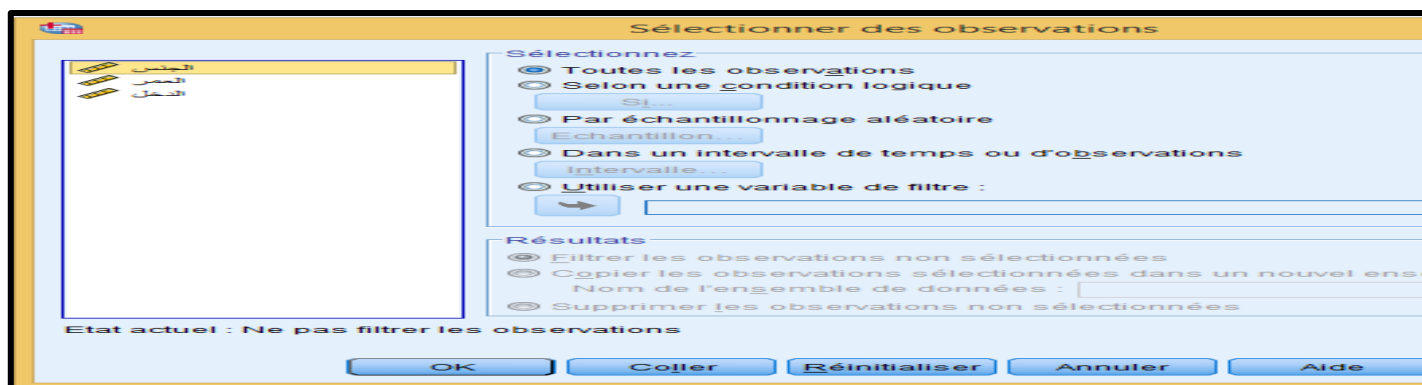 Sélectionner des observations
الجنس
العمر
الدخل
Sélectionnez
Toutes les observations
Selon une condition logique
Si...
Par échantillonnage aléatoire
Echantillon...
Dans un intervalle de temps ou d'observations
Intervalle...
Utiliser une variable de filtre :
Résultats
Filtrer les observations non sélectionnées
Copier les observations sélectionnées dans un nouvel ens
Nom de l'ensemble de données :
Supprimer les observations non sélectionnées
Etat actuel : Ne pas filtrer les observations
OK Coller Réinitialiser Annuler Aide